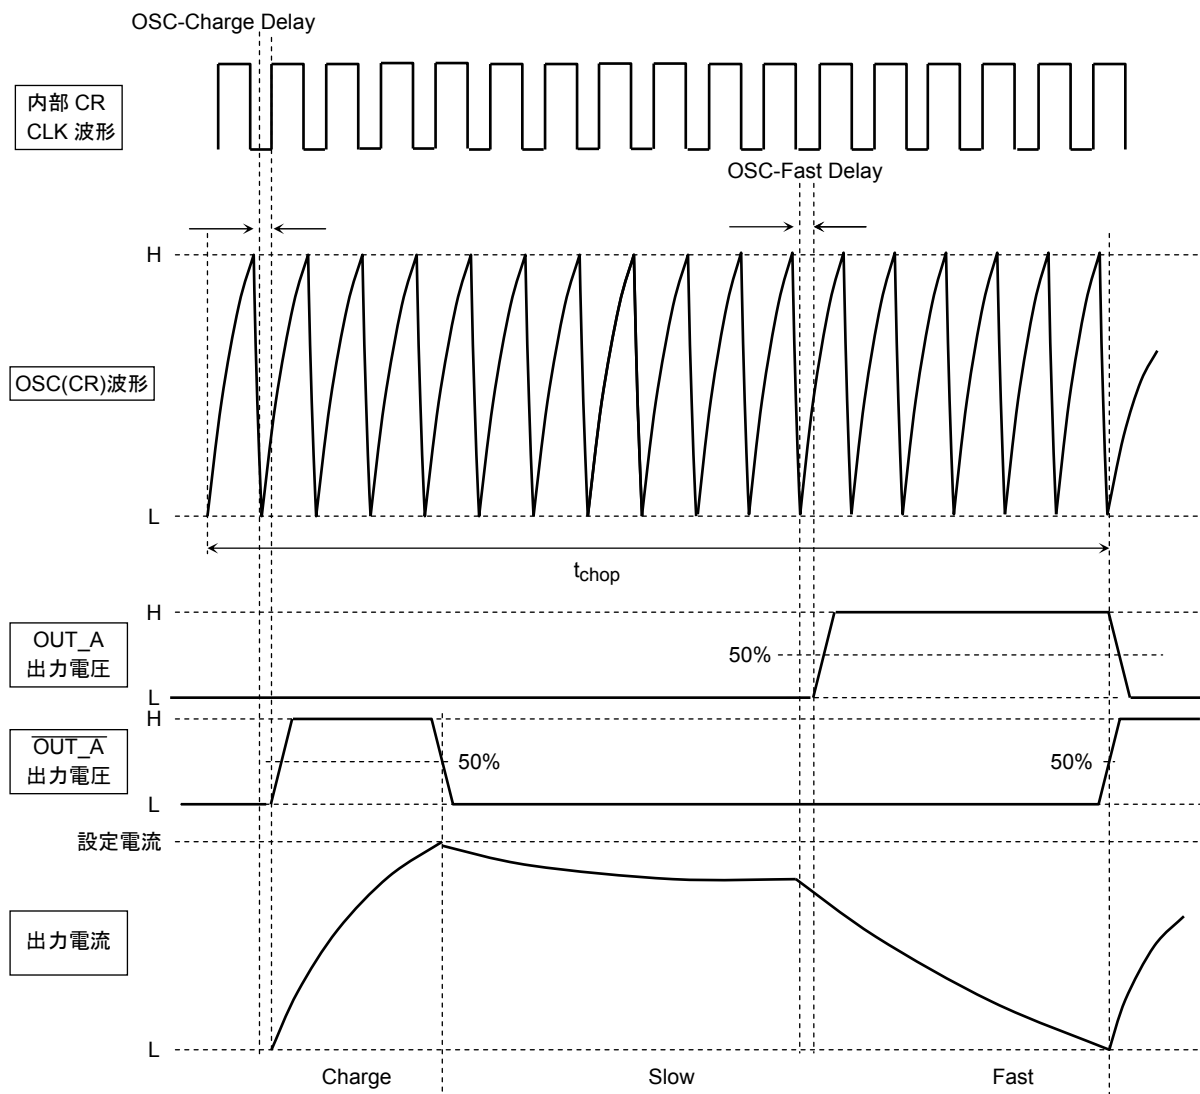 OSC-Charge Delay
内部 CR
CLK 波形
OSC-Fast Delay
H
OSC(CR)波形
L
tchop
H
OUT_A
出力電圧
50%
L
H
OUT_A
出力電圧
50%
50%
L
設定電流
出力電流
L
Charge
Slow
Fast